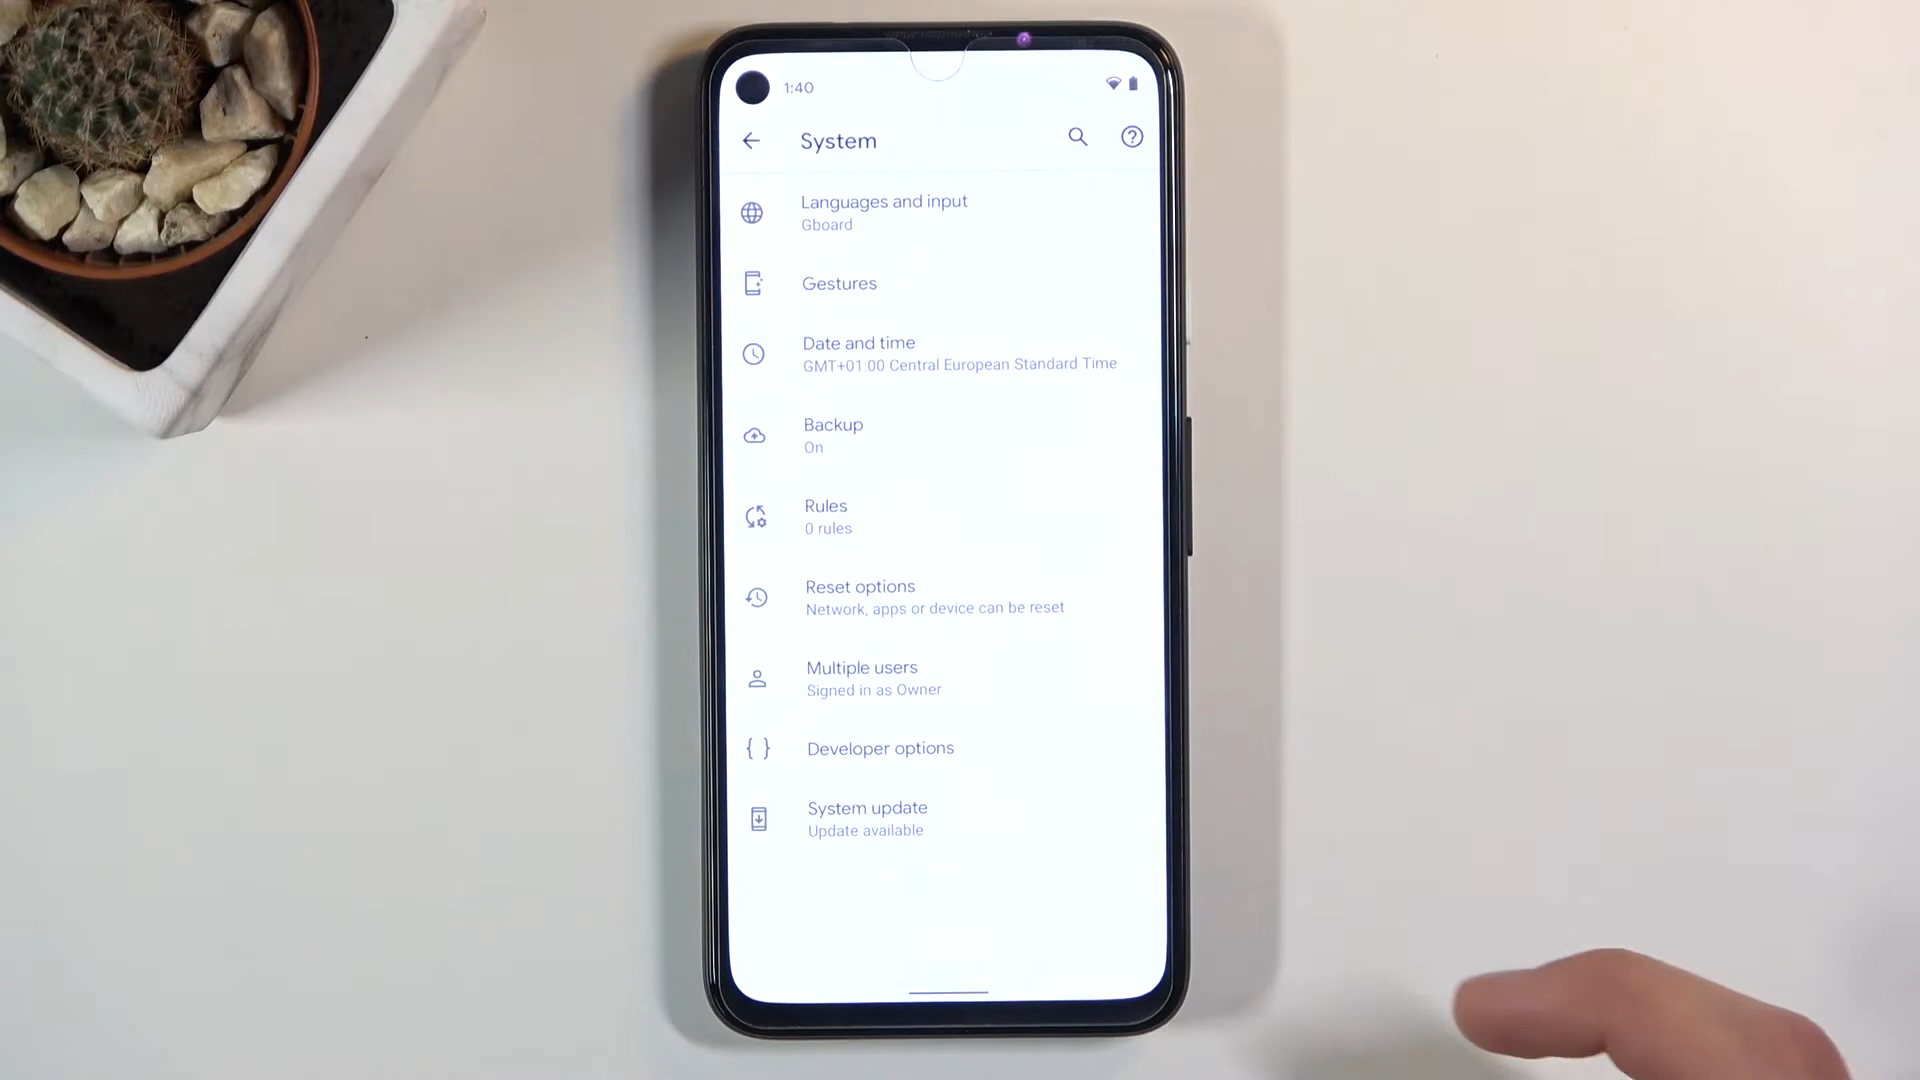 1:40
System
Languages and input
Gboard
Gestures
Date and time
GMT+01:00 Central European Standard Time
Backup
On
Rules
0 rules
Reset options
Network, apps or device can be reset
Multiple users
Signed in as Owner
Developer options
System update
Update available